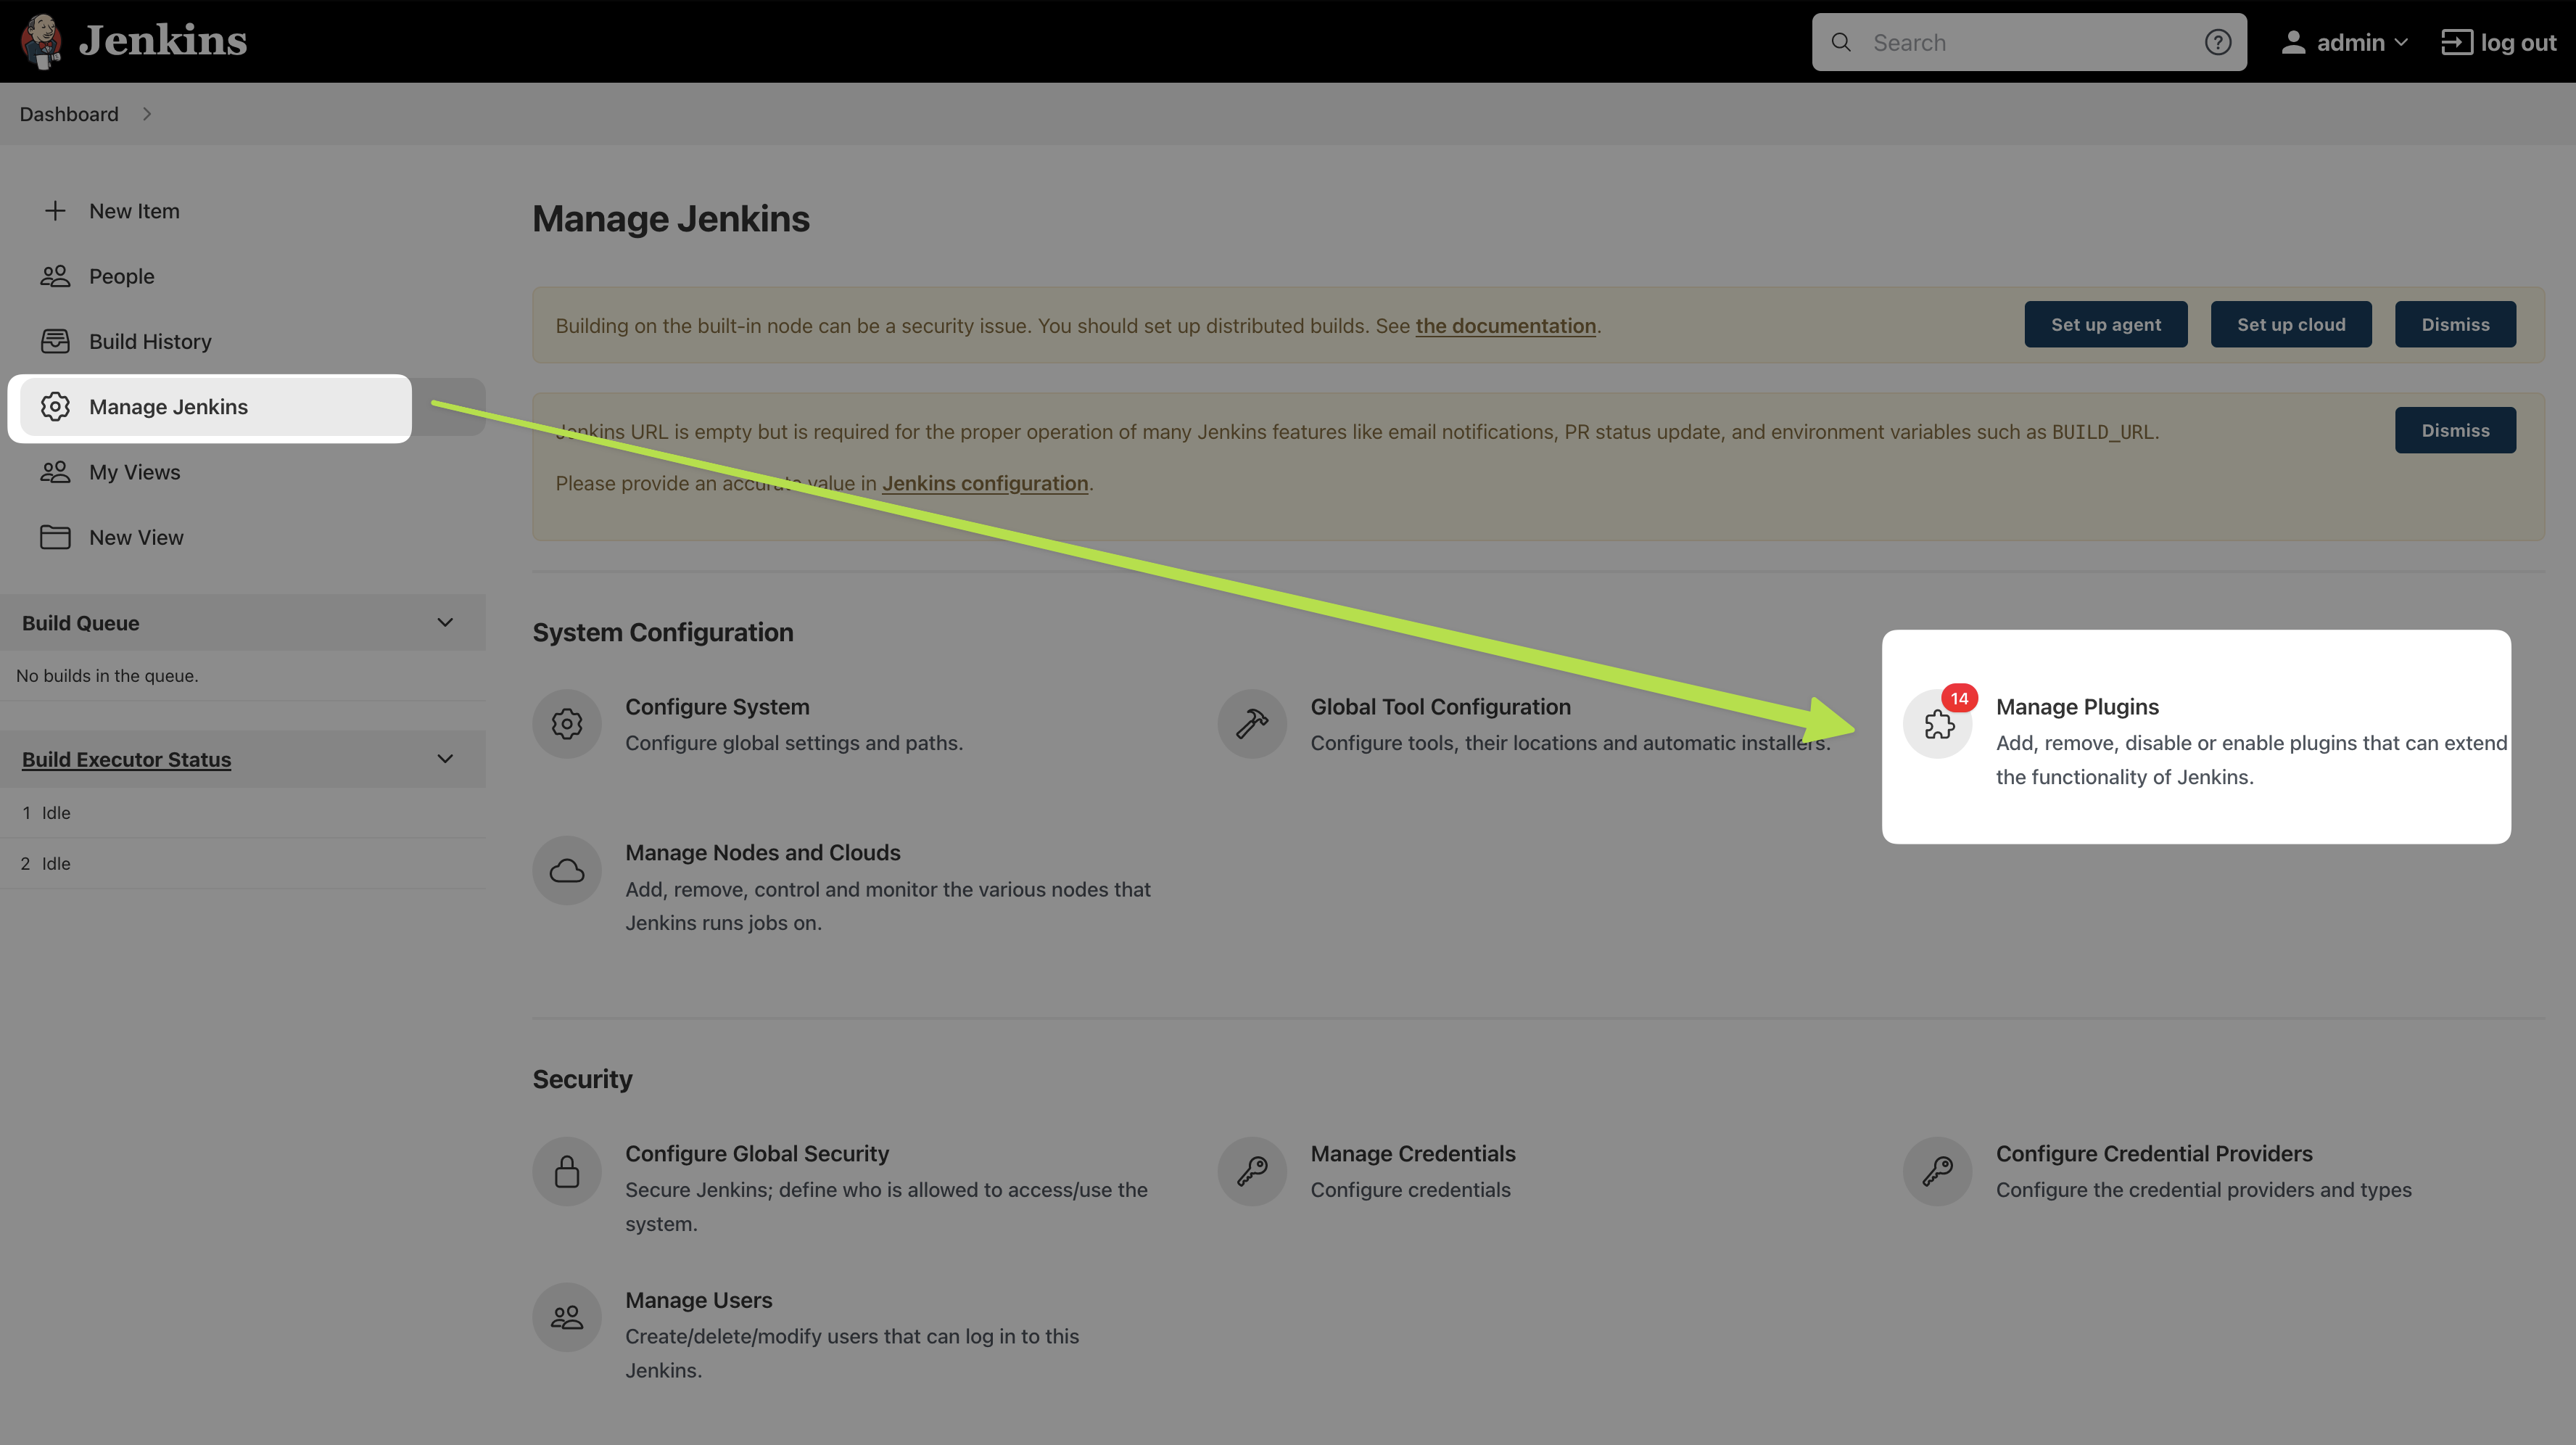 Jenkins
Search
admin
log out
Dashboard
New Item
People
Build History
Manage Jenkins
My Views
New View
Build Queue
No builds in the queue.
Build Executor Status
1 Idle
2 Idle
Manage Jenkins
Building on the built-in node can be a security issue. You should set up distributed builds. See the documentation.
Set up agent
Set up cloud
Dismiss
Jenkins URL is empty but is required for the proper operation of many Jenkins features like email notifications, PR status update, and environment variables such as BUILD_URL.
Dismiss
Please provide an accurate value in Jenkins configuration.
System Configuration
Configure System
Configure global settings and paths.
Global Tool Configuration
Configure tools, their locations and automatic installers.
14
Manage Plugins
Add, remove, disable or enable plugins that can extend
the functionality of Jenkins.
Manage Nodes and Clouds
Add, remove, control and monitor the various nodes that
Jenkins runs jobs on.
Security
Configure Global Security
Secure Jenkins; define who is allowed to access/use the
system.
Manage Credentials
Configure credentials
Configure Credential Providers
Configure the credential providers and types
Manage Users
Create/delete/modify users that can log in to this
Jenkins.